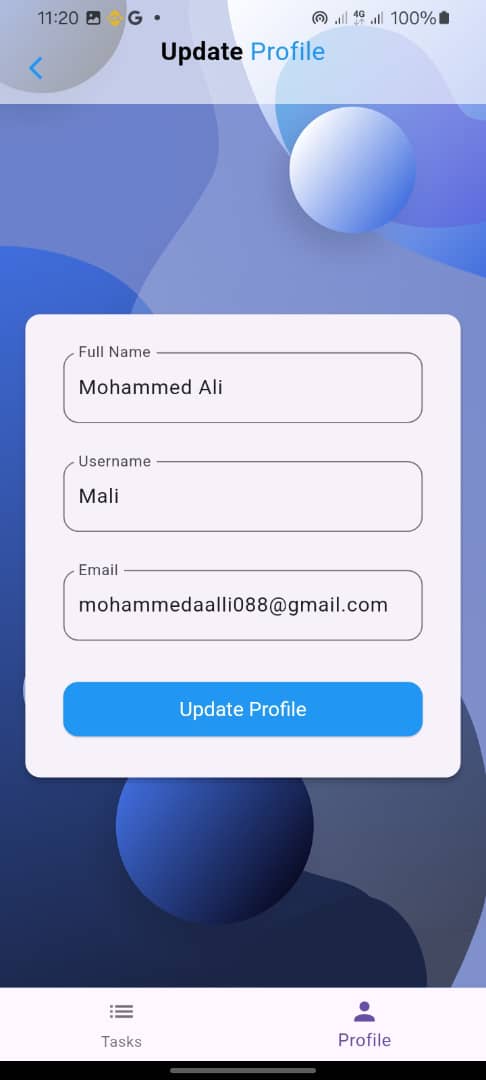 11:20
4G
100%
Update Profile
Full Name
Mohammed Ali
Username
Mali
Email
mohammedaalli088@gmail.com
Update Profile
Tasks
Profile